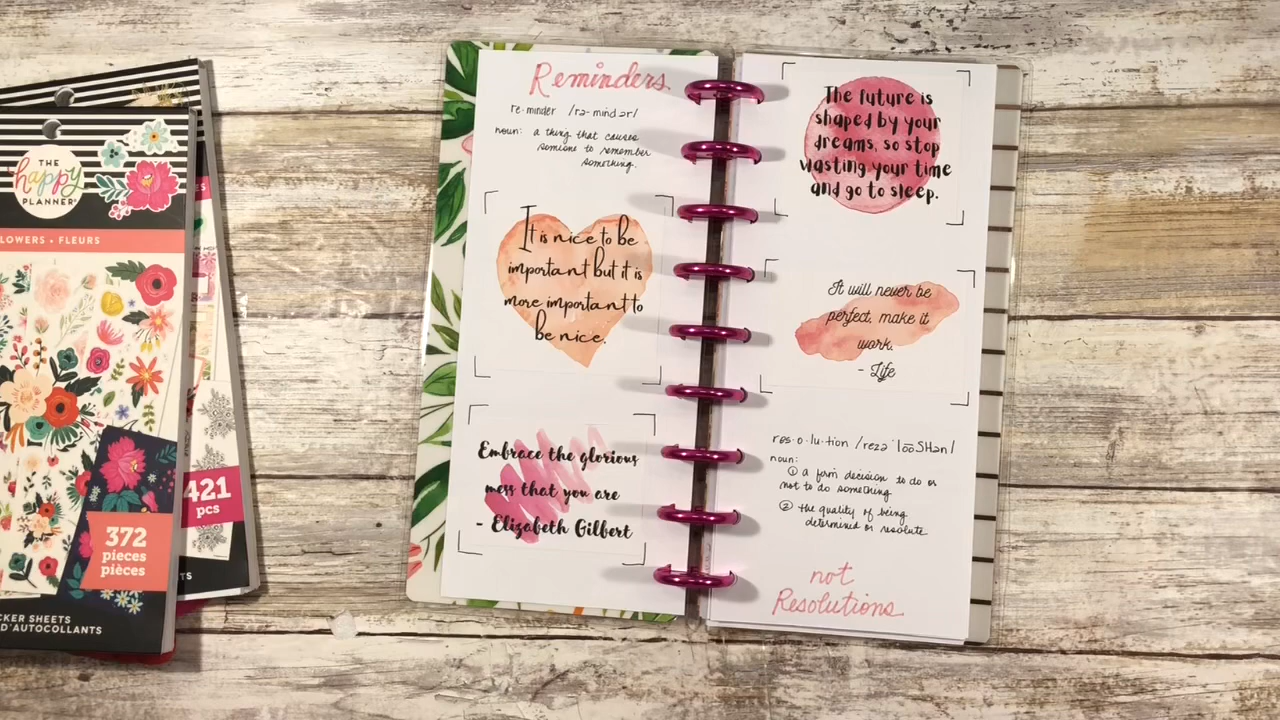 THE
happy
PLANNER®
LOWERS • FLEURS
372
pieces
pièces
CKER SHEETS
D'AUTOCOLLANTS
ES
421
pcs
TS
Reminders
re·minder /rə-mindər/
noun: a thing that causes
someone to remember
something.
It is nice to be
important but it is
more important to
be nice.
Embrace the glorious
mess that you are
- Elizabeth Gilbert
The future is
shaped by your
dreams, so stop
wasting your time
and go to sleep.
It will never be
perfect, make it
work.
- Life
res·o·lu·tion /rezəˈlooSHən/
noun:
① a firm decision to do or
not to do something
② the quality of being
determined or resolute
not
Resolutions